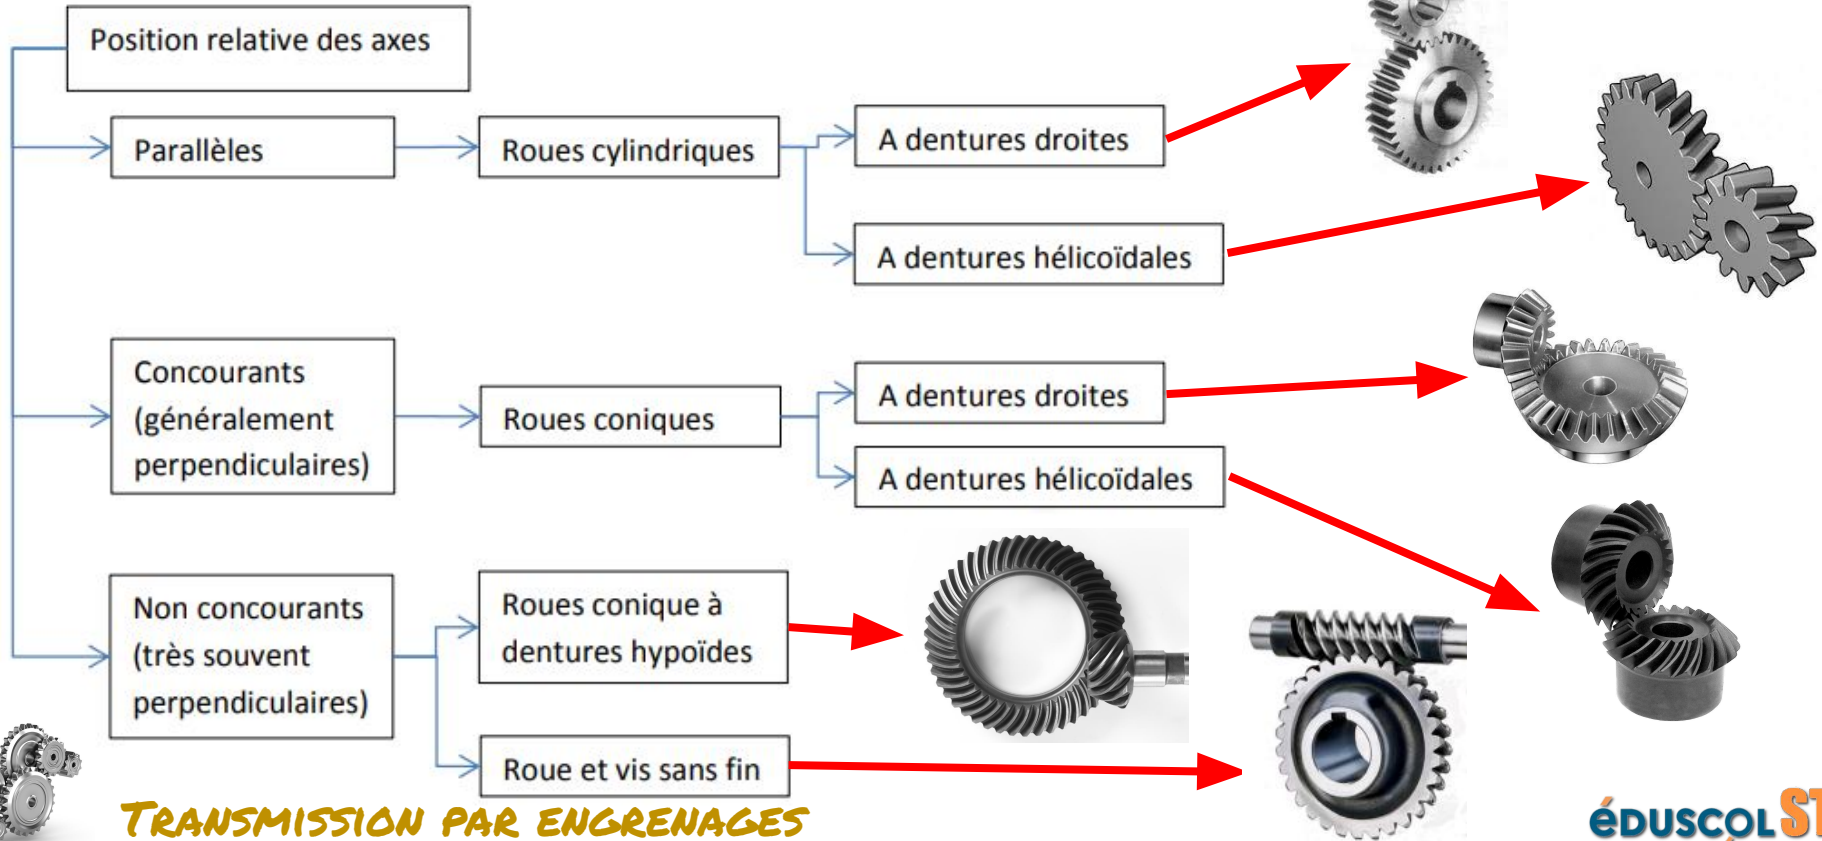 Position relative des axes
Parallèles
Roues cylindriques
A dentures droites
A dentures hélicoïdales
Concourants
(généralement
perpendiculaires)
Roues coniques
A dentures droites
A dentures hélicoïdales
Non concourants
(très souvent
perpendiculaires)
Roues conique à
dentures hypoïdes
Roue et vis sans fin
TRANSMISSION PAR ENGRENAGES
éDUSCOL